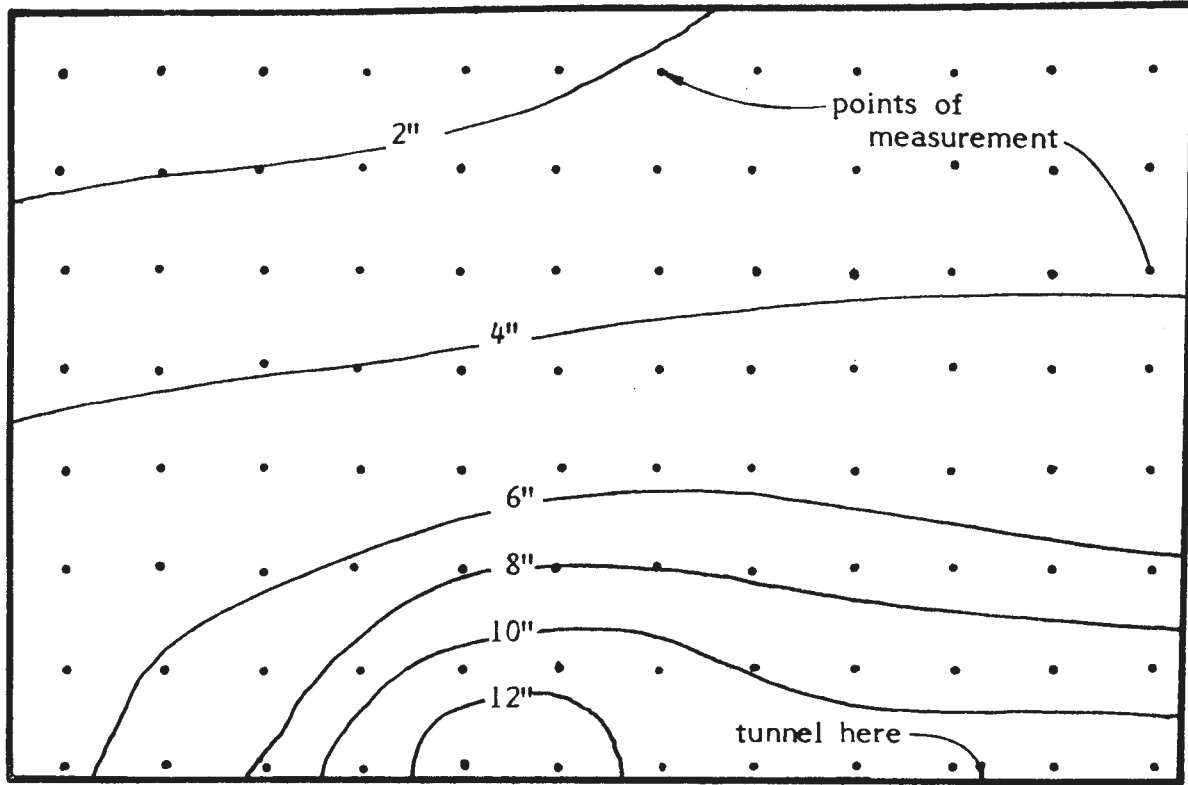 points of
2"
measurement
4"
6"
8"
10"
12"
tunnel here